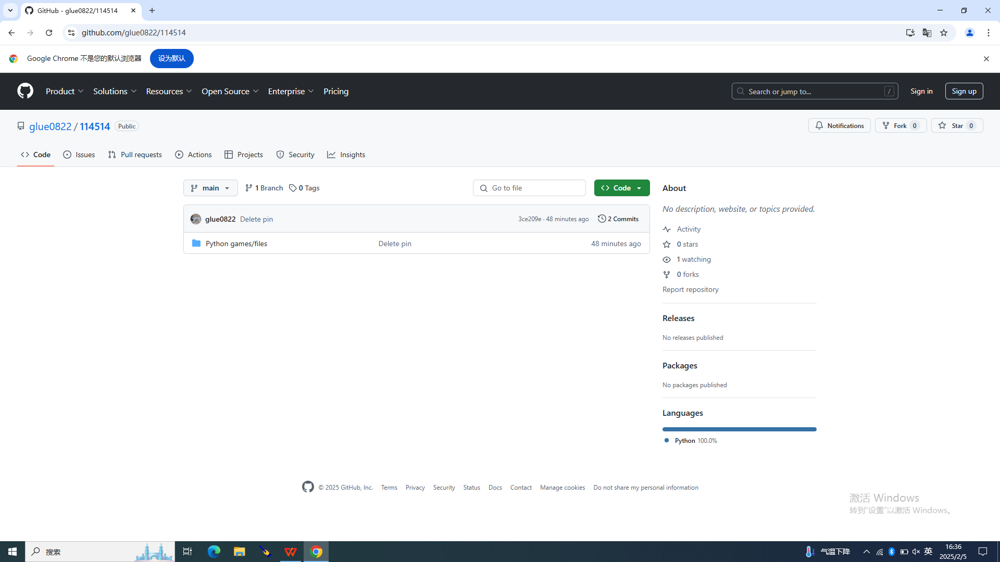 GitHub - glue0822/114514
github.com/glue0822/114514
Google Chrome 不是您的默认浏览器 设为默认
Product Solutions Resources Open Source Enterprise Pricing Search or jump to... / Sign in Sign up
glue0822 / 114514 Public Notifications Fork 0 Star 0
Code Issues Pull requests Actions Projects Security Insights
main 1 Branch 0 Tags Go to file Code
glue0822 Delete pin 3ce209e · 48 minutes ago 2 Commits
Python games/files Delete pin 48 minutes ago
About
No description, website, or topics provided.
Activity
0 stars
1 watching
0 forks
Report repository
Releases
No releases published
Packages
No packages published
Languages
Python 100.0%
© 2025 GitHub, Inc. Terms Privacy Security Status Docs Contact Manage cookies Do not share my personal information
激活 Windows
转到"设置"以激活 Windows。
搜索 气温下降 英 16:36
2025/2/5